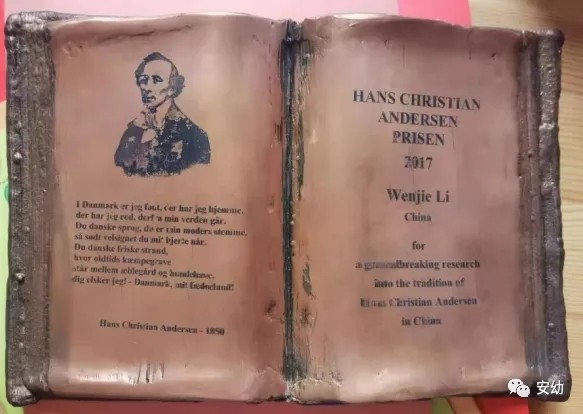 I Danmark er jeg født, der har jeg hjemme,
der har jeg rod, derfra min verden går.
Du danske sprog, du er min moders stemme,
så sødt velsignet du mit hjerte når.
Du danske friske strand,
hvor oldtids kæmpegrave
står mellem æblegård og humlehave.
dig elsker jeg! - Danmark, mit fædreland!
Hans Christian Andersen - 1850
HANS CHRISTIAN
ANDERSEN
PRISEN
2017
Wenjie Li
China
for
a groundbreaking research
into the tradition of
Hans Christian Andersen
in China
安幼